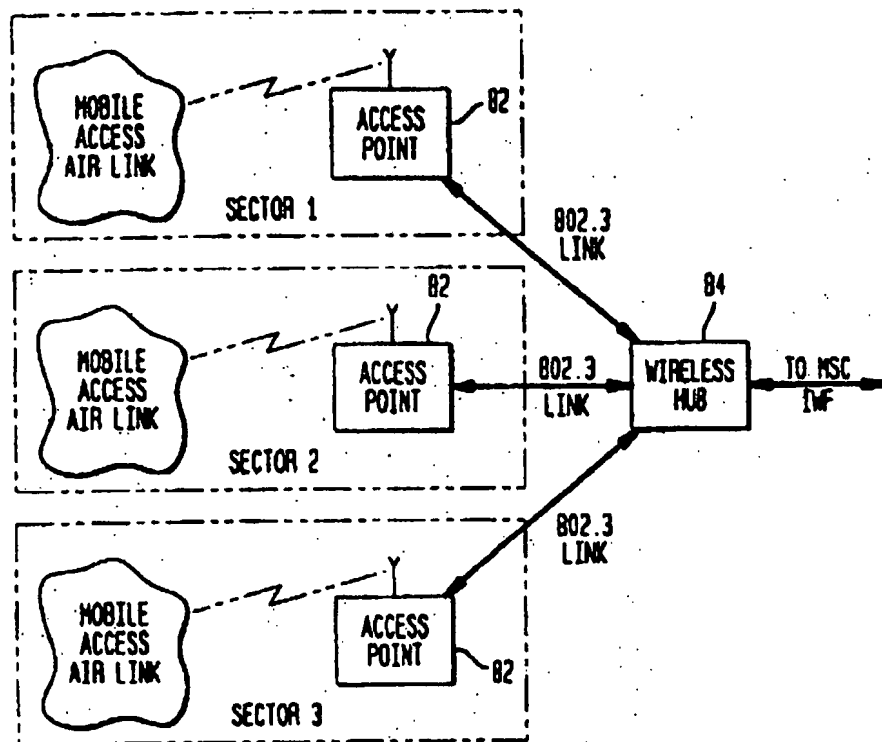 MOBILE
ACCESS
AIR LINK
ACCESS
POINT
82
SECTOR 1
802.3
LINK
MOBILE
ACCESS
AIR LINK
82
ACCESS
POINT
SECTOR 2
802.3
LINK
84
WIRELESS
HUB
TO MSC
IWF
802.3
LINK
MOBILE
ACCESS
AIR LINK
ACCESS
POINT
82
SECTOR 3